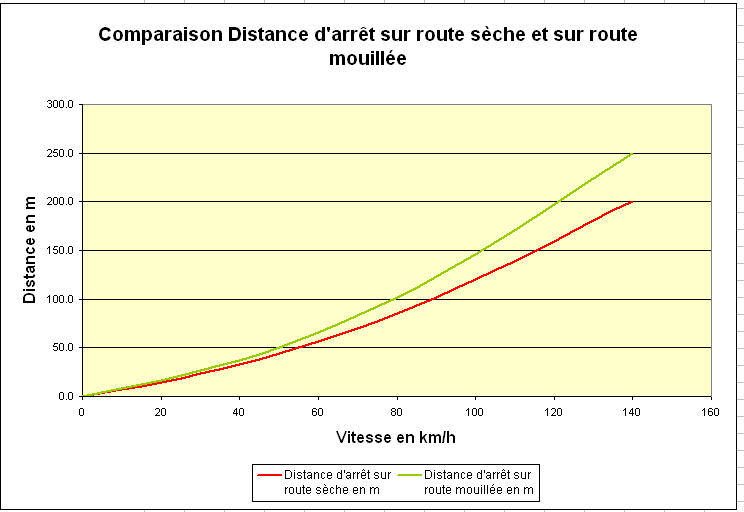 Comparaison Distance d'arrêt sur route sèche et sur route
mouillée
300.0
250.0
200.0
150.0
100.0
50.0
0.0
Distance en m
0 20 40 60 80 100 120 140 160
Vitesse en km/h
Distance d'arrêt sur
route sèche en m
Distance d'arrêt sur
route mouillée en m